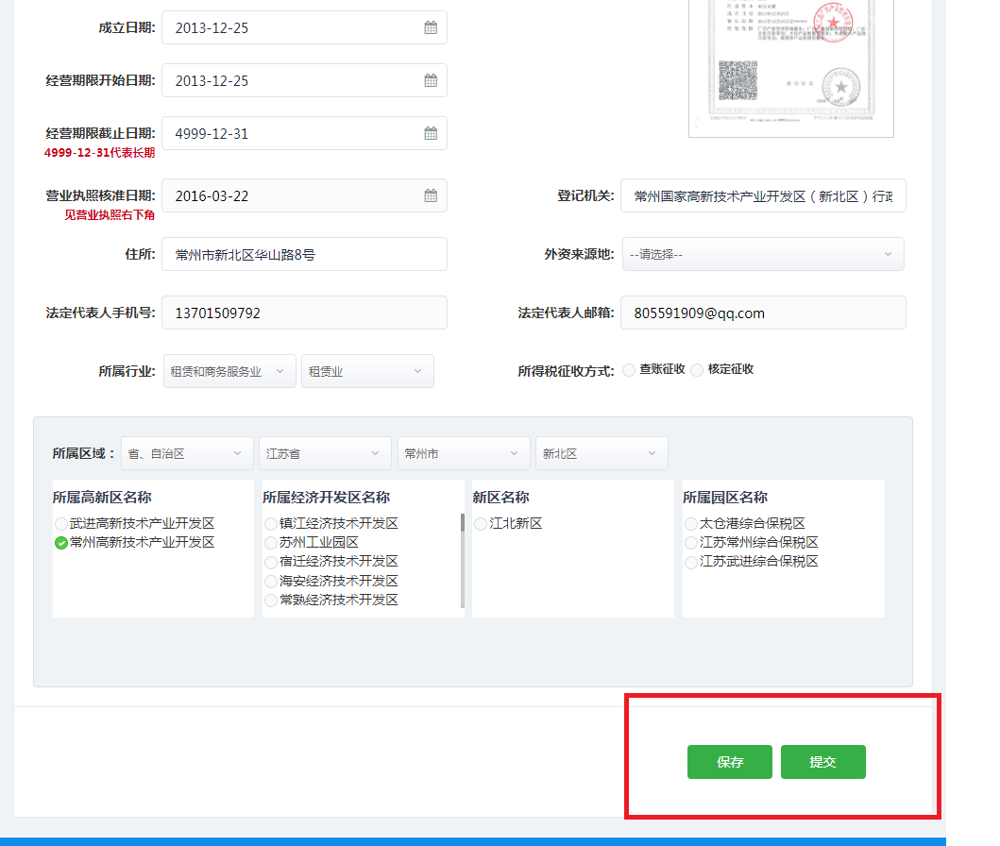 成立日期: 2013-12-25
经营期限开始日期: 2013-12-25
经营期限截止日期: 4999-12-31
4999-12-31代表长期
营业执照核准日期: 2016-03-22 登记机关: 常州国家高新技术产业开发区（新北区）行政
见营业执照右下角
住所: 常州市新北区华山路8号 外资来源地: --请选择--
法定代表人手机号: 13701509792 法定代表人邮箱: 805591909@qq.com
所属行业: 租赁和商务服务业 租赁业 所得税征收方式: 查账征收 核定征收
所属区域： 省、自治区 江苏省 常州市 新北区
所属高新区名称
武进高新技术产业开发区
常州高新技术产业开发区
所属经济开发区名称
镇江经济技术开发区
苏州工业园区
宿迁经济技术开发区
海安经济技术开发区
常熟经济技术开发区
新区名称
江北新区
所属园区名称
太仓港综合保税区
江苏常州综合保税区
江苏武进综合保税区
保存 提交